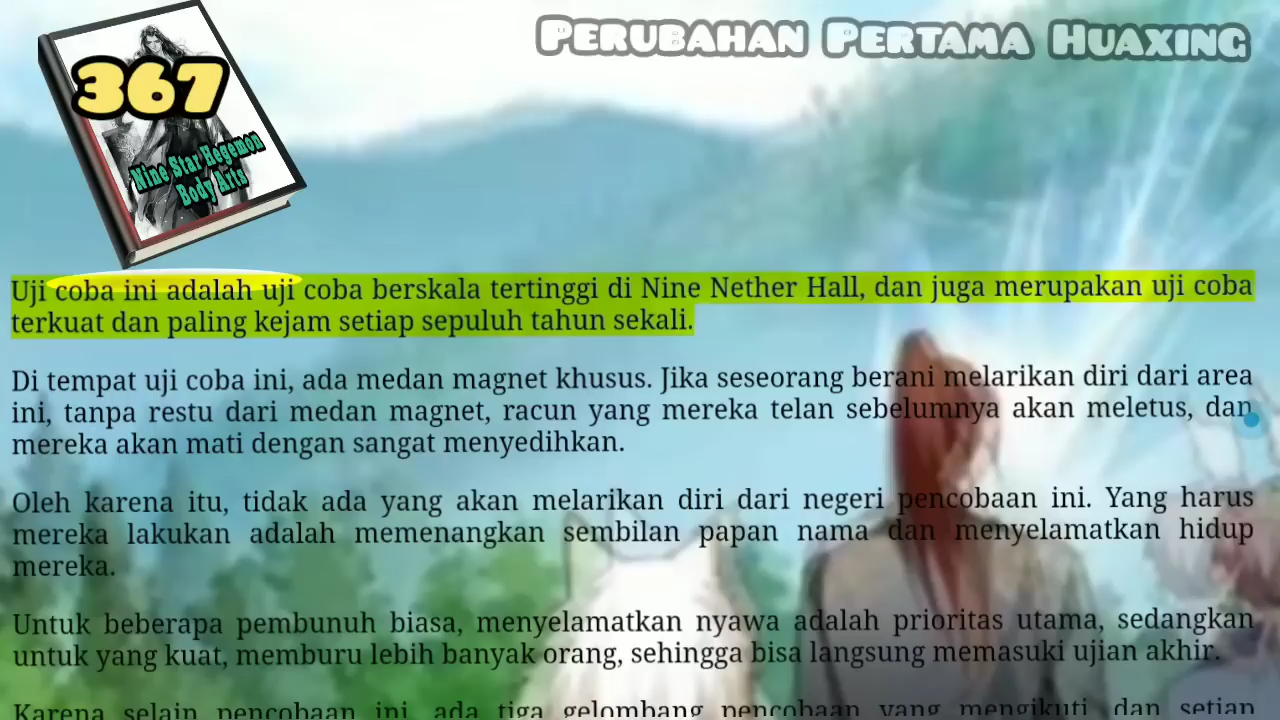 Perubahan Pertama Huaxing
367
Nine Star Hegemon
Body Arts
Uji coba ini adalah uji coba berskala tertinggi di Nine Nether Hall, dan juga merupakan uji coba
terkuat dan paling kejam setiap sepuluh tahun sekali.
Di tempat uji coba ini, ada medan magnet khusus. Jika seseorang berani melarikan diri dari area
ini, tanpa restu dari medan magnet, racun yang mereka telan sebelumnya akan meletus, dan
mereka akan mati dengan sangat menyedihkan.
Oleh karena itu, tidak ada yang akan melarikan diri dari negeri pencobaan ini. Yang harus
mereka lakukan adalah memenangkan sembilan papan nama dan menyelamatkan hidup
mereka.
Untuk beberapa pembunuh biasa, menyelamatkan nyawa adalah prioritas utama, sedangkan
untuk yang kuat, memburu lebih banyak orang, sehingga bisa langsung memasuki ujian akhir.
Karena selain pencobaan ini, ada tiga gelombang pencobaan yang mengikuti, dan setiap